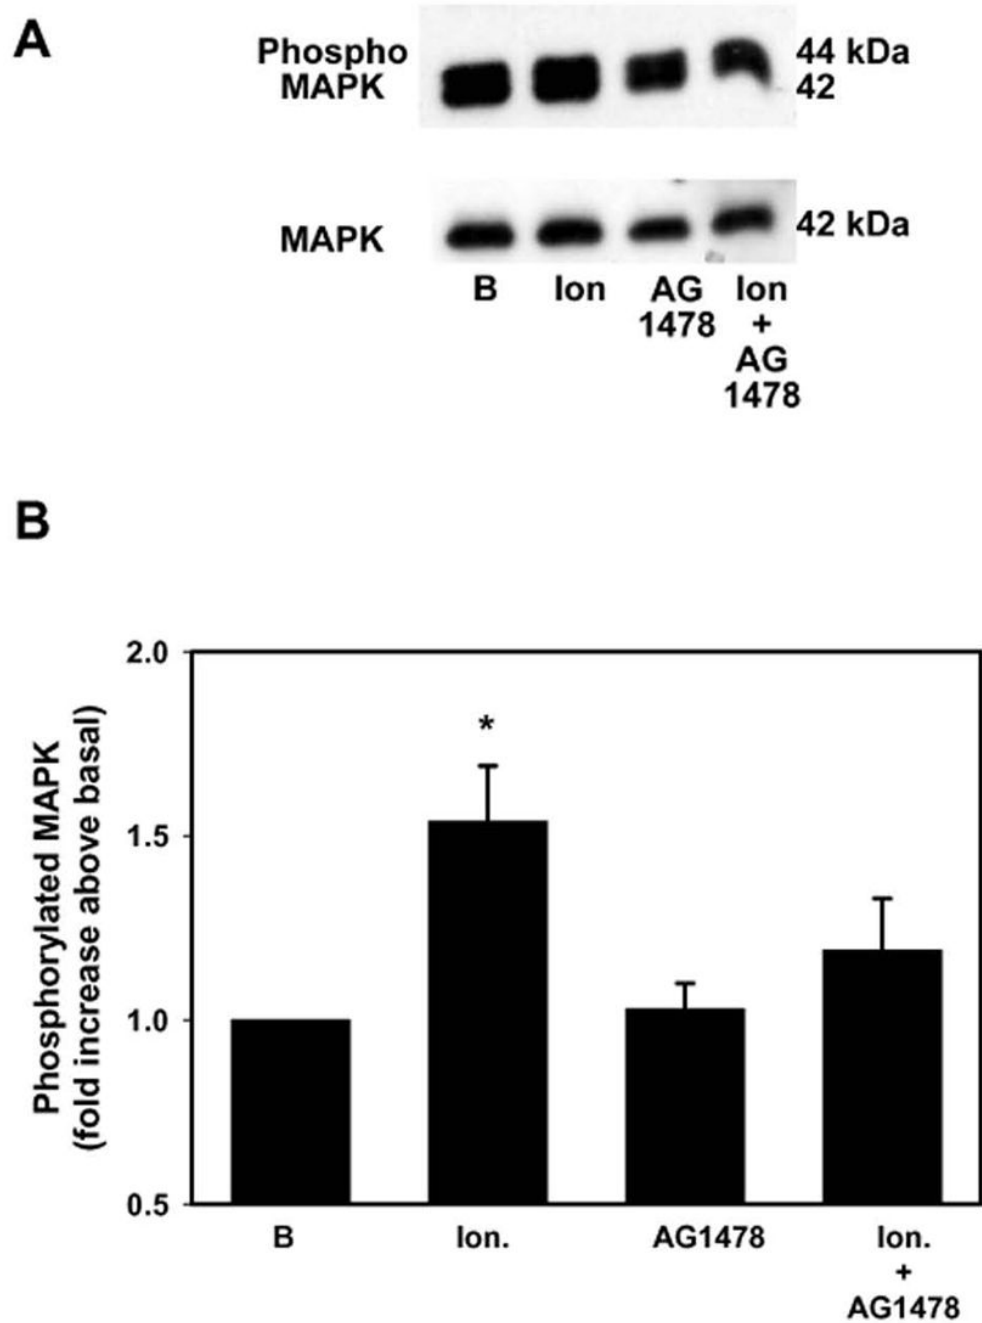 A
Phospho
MAPK
44 kDa
42
MAPK
42 kDa
B
Ion
AG
1478
Ion
+
AG
1478
B
2.0
1.5
1.0
0.5
Phosphorylated MAPK
(fold increase above basal)
*
B
Ion.
AG1478
Ion.
+
AG1478